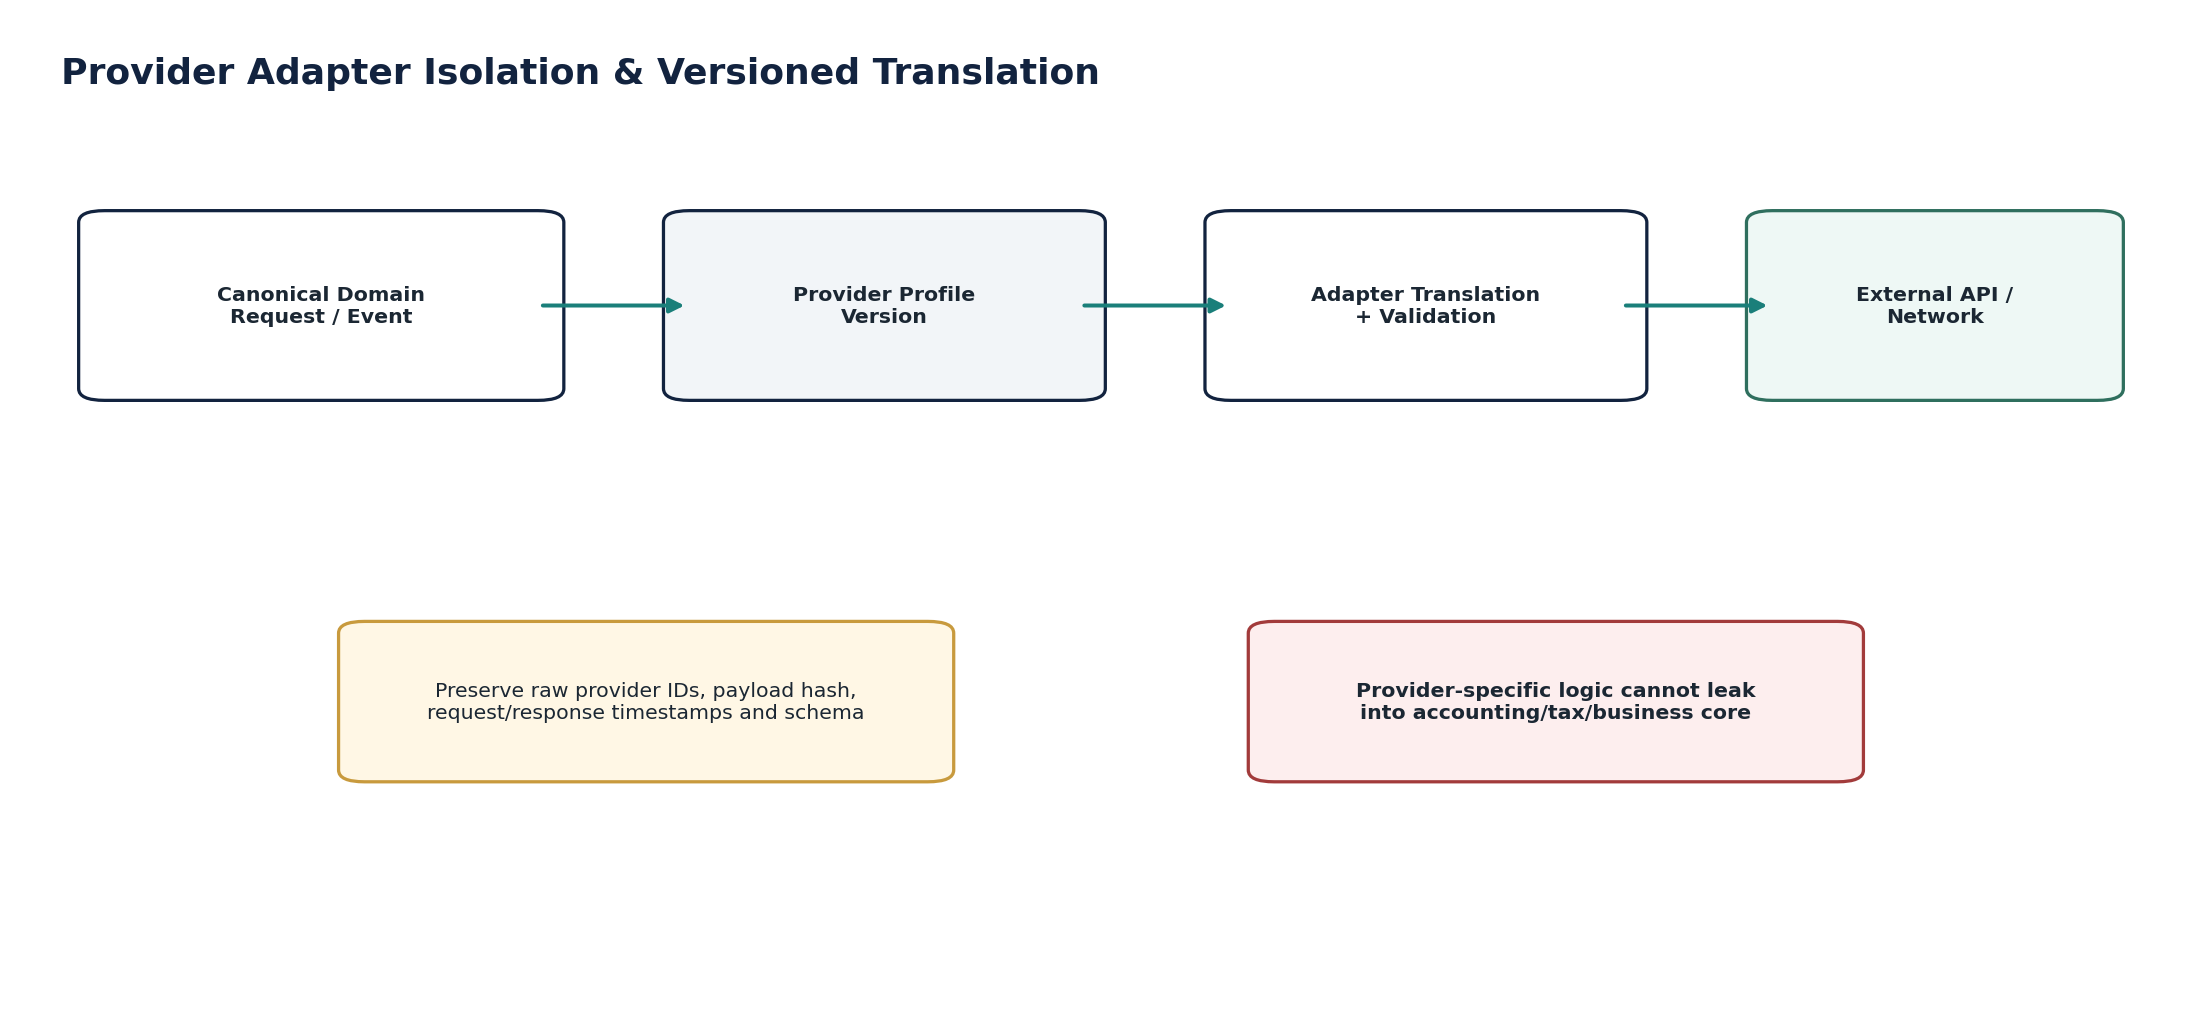 Provider Adapter Isolation & Versioned Translation
Canonical Domain
Request / Event
Provider Profile
Version
Adapter Translation
+ Validation
External API /
Network
Preserve raw provider IDs, payload hash,
request/response timestamps and schema
Provider-specific logic cannot leak
into accounting/tax/business core